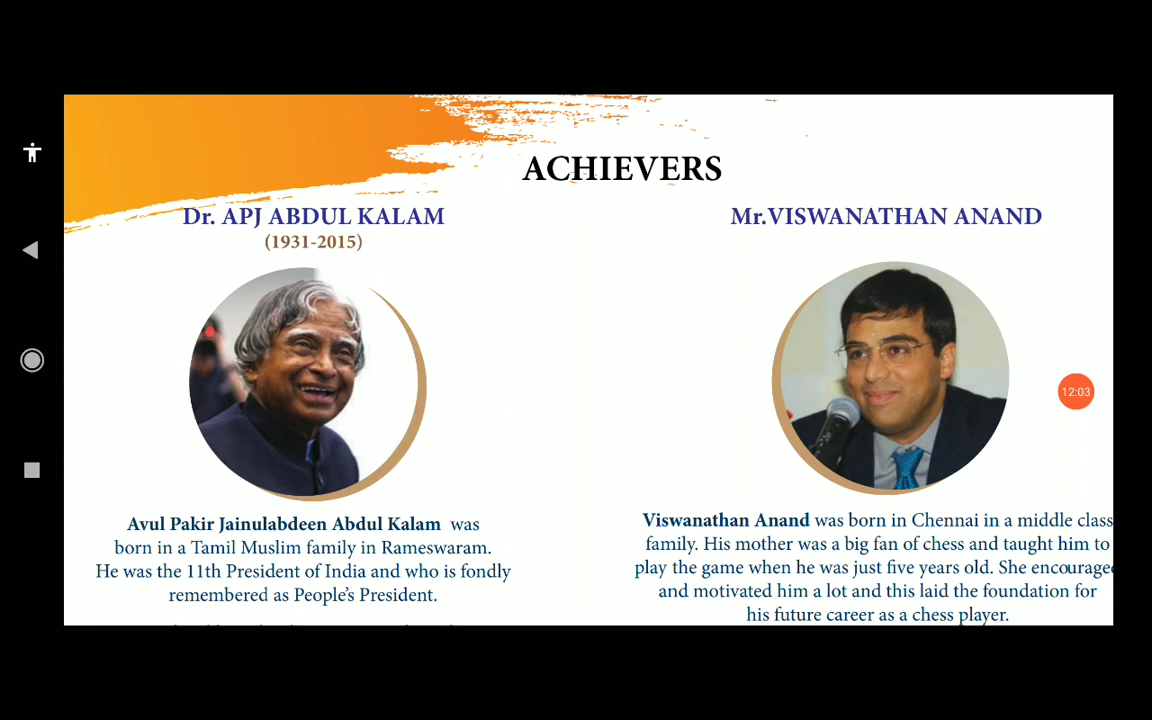 ACHIEVERS
Dr. APJ ABDUL KALAM
(1931-2015)
Avul Pakir Jainulabdeen Abdul Kalam was
born in a Tamil Muslim family in Rameswaram.
He was the 11th President of India and who is fondly
remembered as People's President.
Mr.VISWANATHAN ANAND
12:03
Viswanathan Anand was born in Chennai in a middle class
family. His mother was a big fan of chess and taught him to
play the game when he was just five years old. She encouraged
and motivated him a lot and this laid the foundation for
his future career as a chess player.